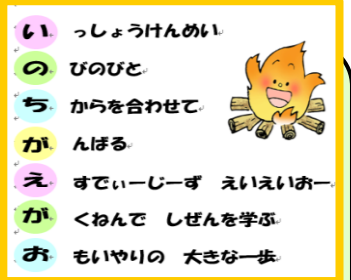 いっしょうけんめい
のびのびと
ちからを合わせて
がんばる
えすでぃーじーず　えいえいおー
がくねんで　しぜんを学ぶ
おもいやりの　大きな一歩